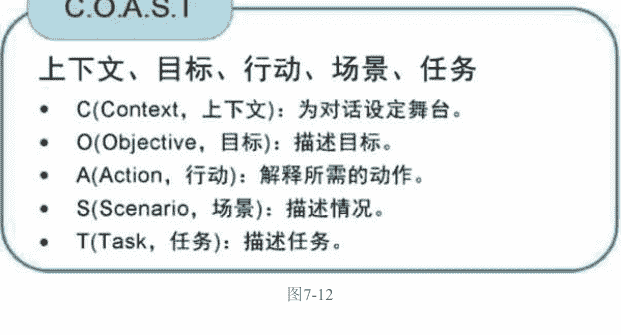 C.O.A.S.T
上下文、目标、行动、场景、任务
• C(Context，上下文)：为对话设定舞台。
• O(Objective，目标)：描述目标。
• A(Action，行动)：解释所需的动作。
• S(Scenario，场景)：描述情况。
• T(Task，任务)：描述任务。
图7-12